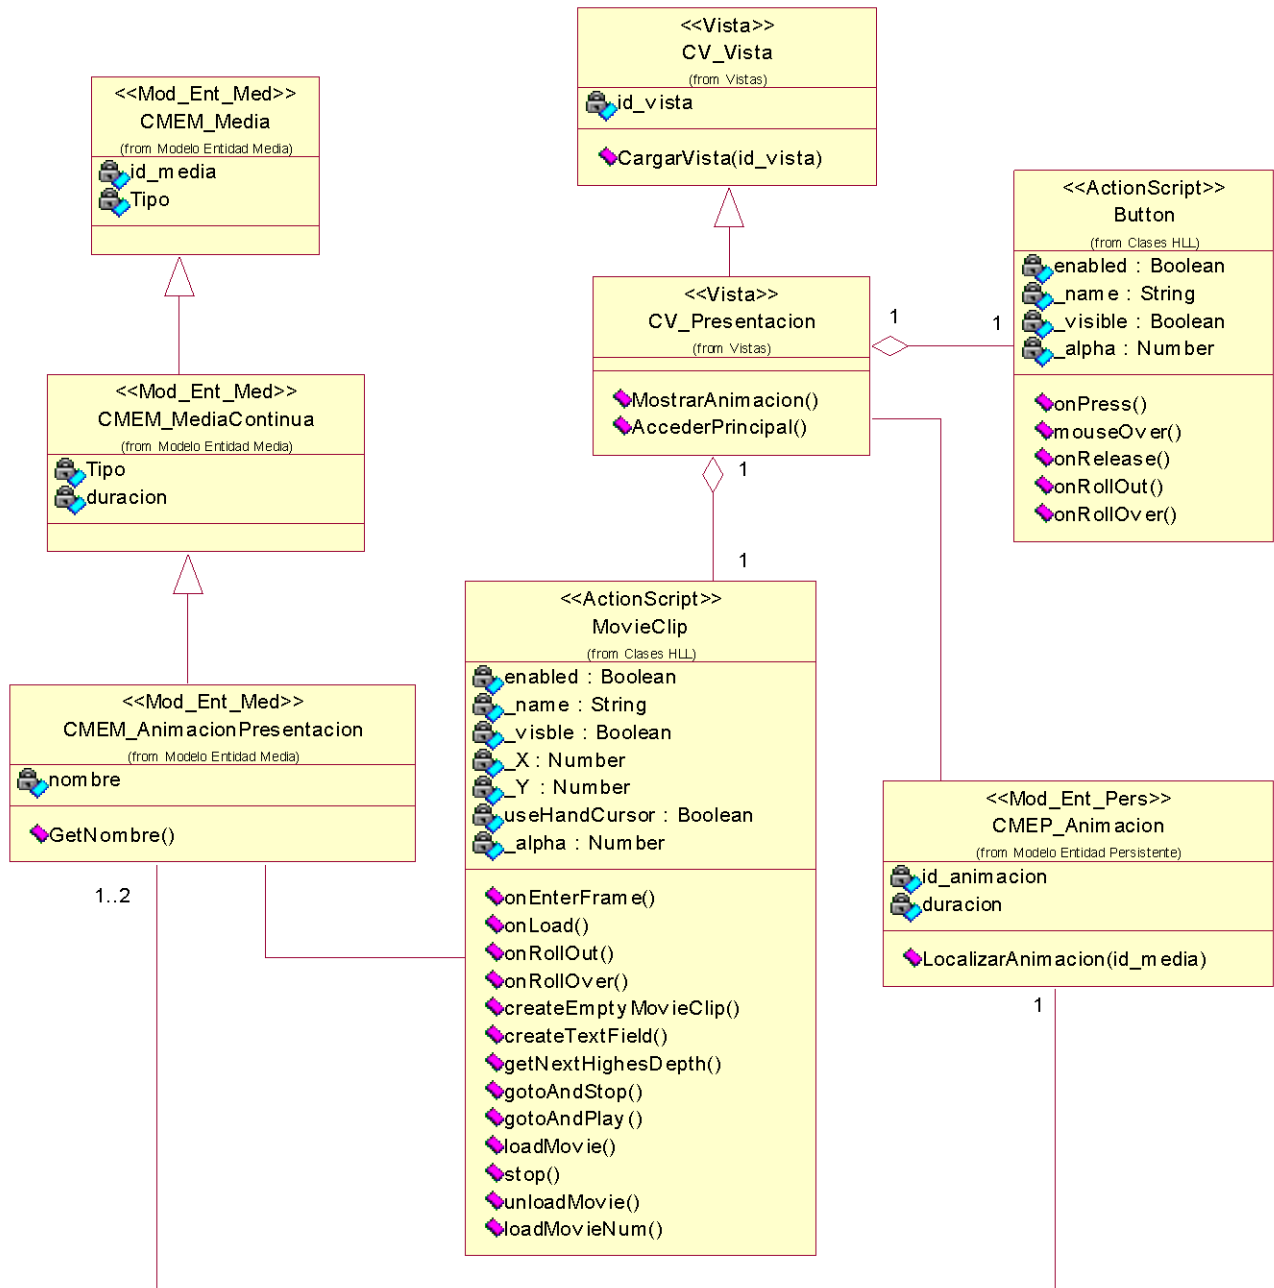 <<Vista>>
CV_Vista
(from Vistas)
id_vista
CargarVista(id_vista)
<<Mod_Ent_Med>>
CMEM_Media
(from Modelo Entidad Media)
id_media
Tipo
<<ActionScript>>
Button
(from Clases HLL)
enabled : Boolean
_name : String
_visible : Boolean
_alpha : Number
onPress()
mouseOver()
onRelease()
onRollOut()
onRollOver()
<<Vista>>
CV_Presentacion
(from Vistas)
MostrarAnimacion()
AccederPrincipal()
1
1
1
1
<<Mod_Ent_Med>>
CMEM_MediaContinua
(from Modelo Entidad Media)
Tipo
duracion
<<ActionScript>>
MovieClip
(from Clases HLL)
enabled : Boolean
_name : String
_visble : Boolean
_X : Number
_Y : Number
useHandCursor : Boolean
_alpha : Number
onEnterFrame()
onLoad()
onRollOut()
onRollOver()
createEmptyMovieClip()
createTextField()
getNextHighesDepth()
gotoAndStop()
gotoAndPlay()
loadMovie()
stop()
unloadMovie()
loadMovieNum()
<<Mod_Ent_Med>>
CMEM_AnimacionPresentacion
(from Modelo Entidad Media)
nombre
GetNombre()
1..2
<<Mod_Ent_Pers>>
CMEP_Animacion
(from Modelo Entidad Persistente)
id_animacion
duracion
LocalizarAnimacion(id_media)
1